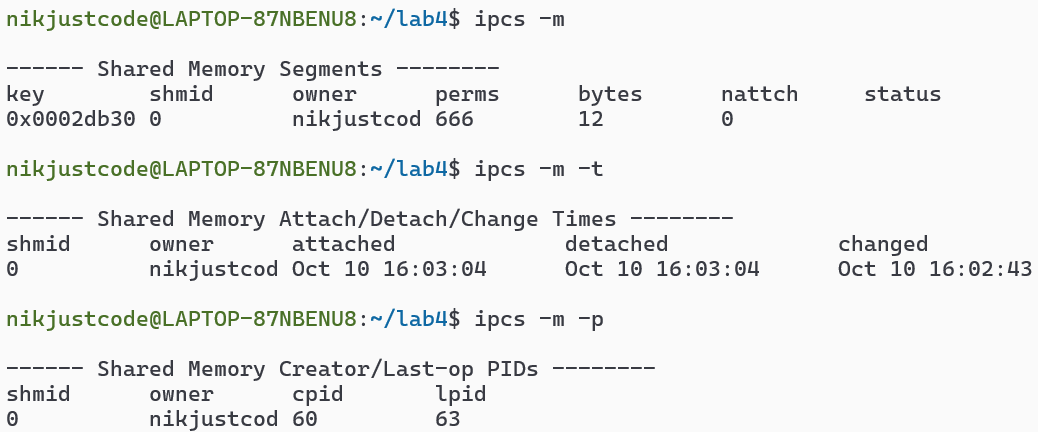 nikjustcode@LAPTOP-87NBENU8:~/lab4$ ipcs -m
------ Shared Memory Segments --------
key        shmid      owner      perms      bytes      nattch     status
0x0002db30 0          nikjustcod 666        12         0
nikjustcode@LAPTOP-87NBENU8:~/lab4$ ipcs -m -t
------ Shared Memory Attach/Detach/Change Times --------
shmid      owner      attached             detached             changed
0          nikjustcod Oct 10 16:03:04      Oct 10 16:03:04      Oct 10 16:02:43
nikjustcode@LAPTOP-87NBENU8:~/lab4$ ipcs -m -p
------ Shared Memory Creator/Last-op PIDs --------
shmid      owner      cpid       lpid
0          nikjustcod 60         63